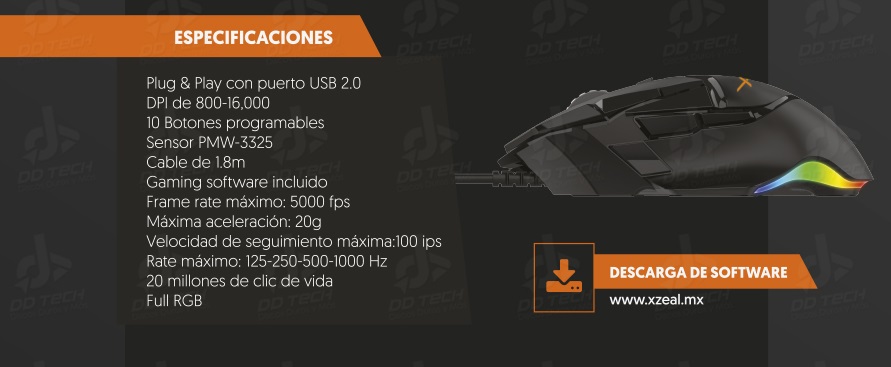 ESPECIFICACIONES
Plug & Play con puerto USB 2.0
DPI de 800-16,000
10 Botones programables
Sensor PMW-3325
Cable de 1.8m
Gaming software incluido
Frame rate máximo: 5000 fps
Máxima aceleración: 20g
Velocidad de seguimiento máxima:100 ips
Rate máximo: 125-250-500-1000 Hz
20 millones de clic de vida
Full RGB
DESCARGA DE SOFTWARE
www.xzeal.mx
DD TECH